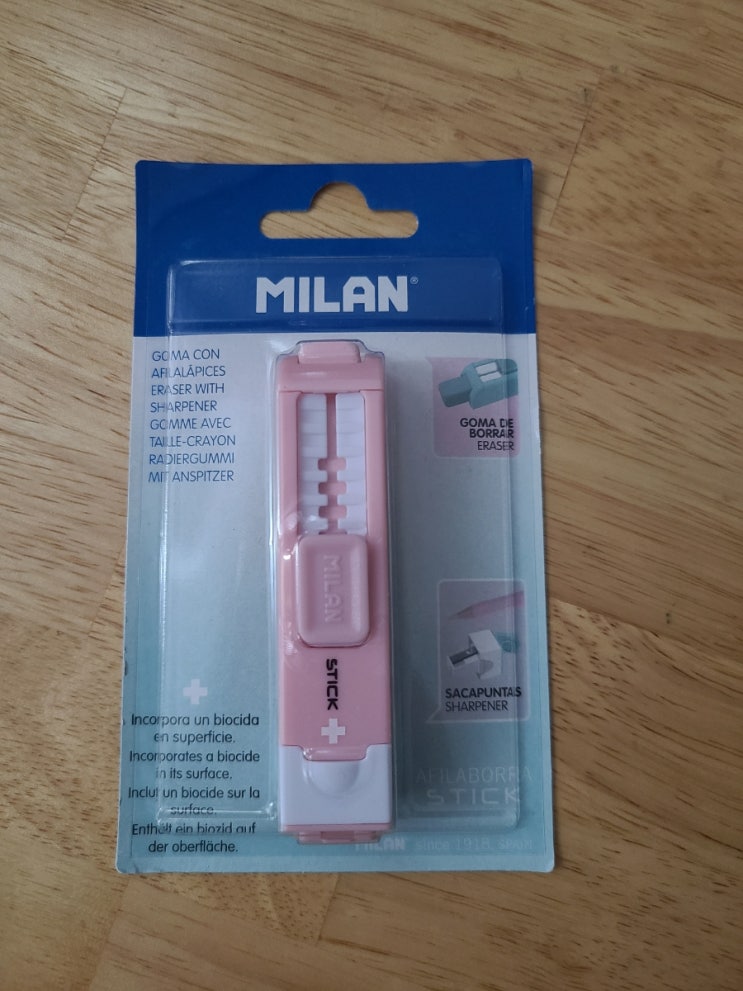 MILAN®
GOMA CON
AFILALÁPICES
ERASER WITH
SHARPENER
GOMME AVEC
TAILLE-CRAYON
RADIERGUMMI
MIT ANSPITZER
GOMA DE
BORRAR
ERASER
MILAN
STICK
SACAPUNTAS
SHARPENER
Incorpora un biocida
en superficie.
Incorporates a biocide
in its surface.
Inclut un biocide sur la
surface.
Enthält ein biozid auf
der oberfläche.
AFILABORRA
STICK
MILAN since 1918, SPAIN